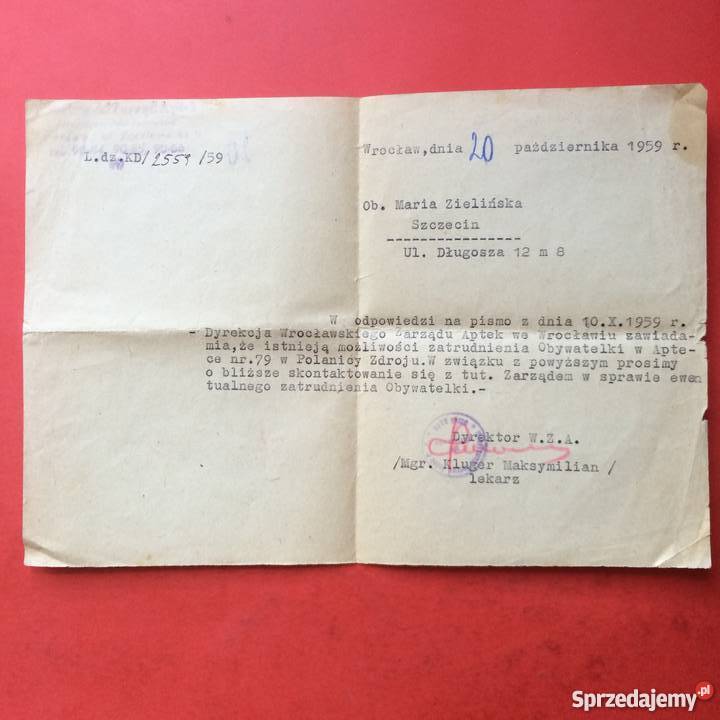 L.dz.KD/2559/59
Wrocław,dnia 20 października 1959 r.
Ob. Maria Zielińska
Szczecin
----------------
Ul. Długosza 12 m 8
W odpowiedzi na pismo z dnia 10.X.1959 r.
- Dyrekcja Wrocławskiego Zarządu Aptek we Wrocławiu zawiada-
mia,że istnieją możliwości zatrudnienia Obywatelki w Apte-
ce nr.79 w Polanicy Zdroju.W związku z powyższym prosimy
o bliższe skontaktowanie się z tut. Zarządem w sprawie ewen
tualnego zatrudnienia Obywatelki.-
Dyrektor W.Z.A.
/Mgr. Kluger Maksymilian /
lekarz
Sprzedajemy.pl